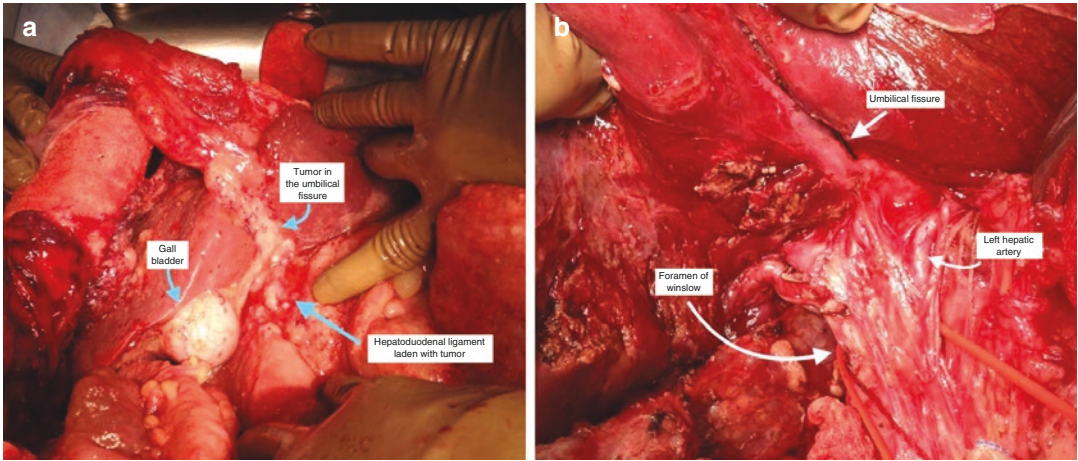 a
Tumor in
the umbilical
fissure
Gall
bladder
Hepatoduodenal ligament
laden with tumor
b
Umbilical fissure
Left hepatic
artery
Foramen of
winslow